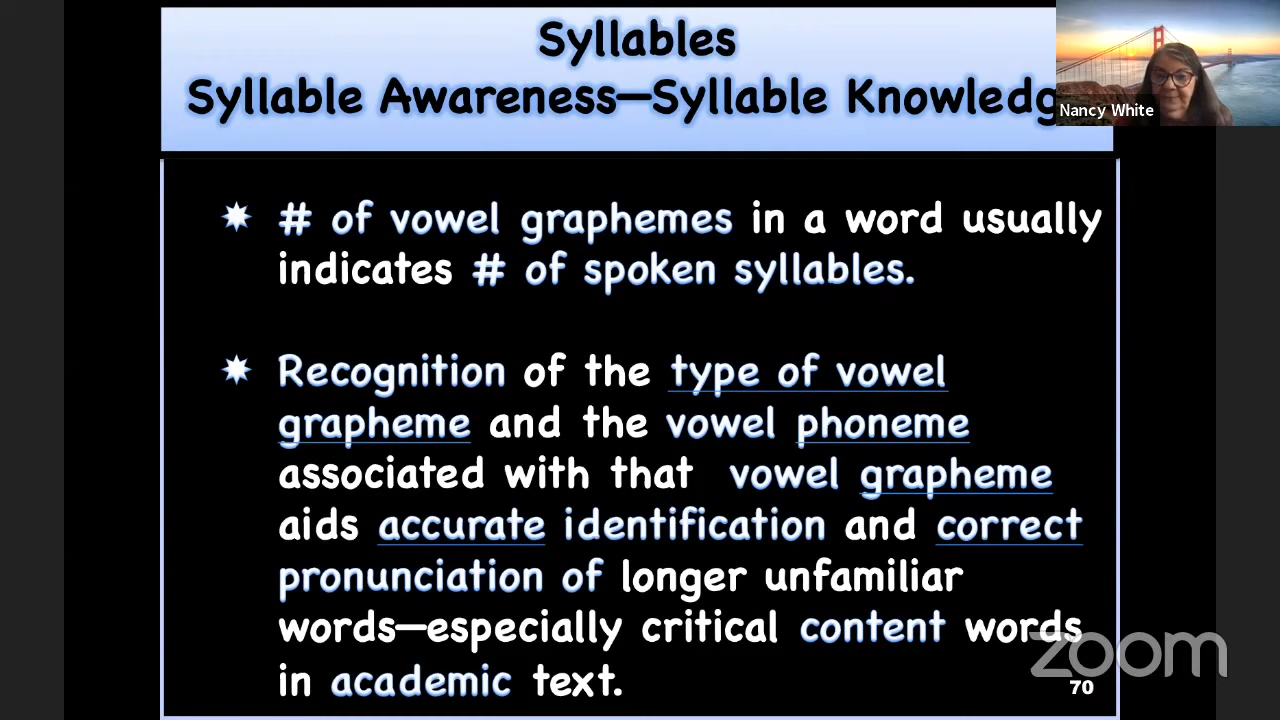 Syllables
Syllable Awareness—Syllable Knowledg
Nancy White
# of vowel graphemes in a word usually
indicates # of spoken syllables.
Recognition of the type of vowel
grapheme and the vowel phoneme
associated with that vowel grapheme
aids accurate identification and correct
pronunciation of longer unfamiliar
words—especially critical content words
in academic text.
zoom
70